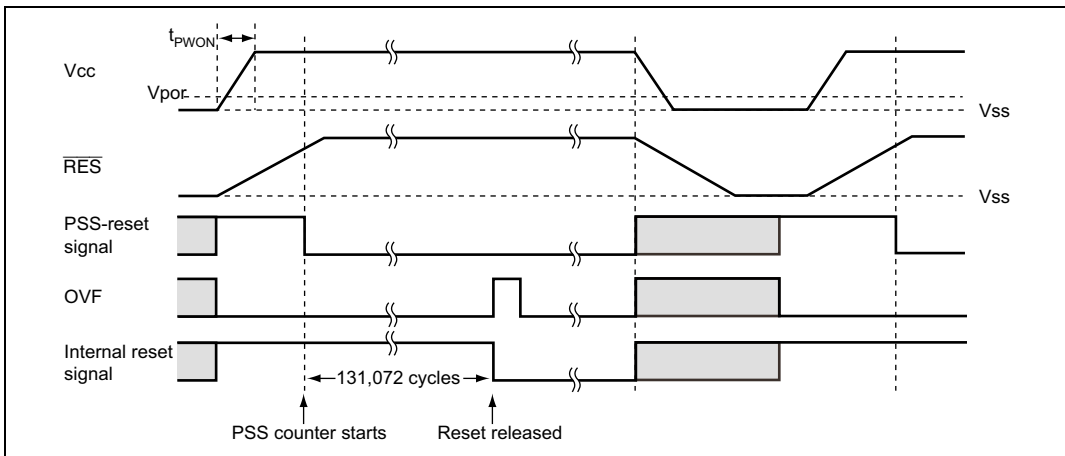 tPWON
Vcc
Vpor
Vss
RES
Vss
PSS-reset
signal
OVF
Internal reset
signal
131,072 cycles
PSS counter starts
Reset released